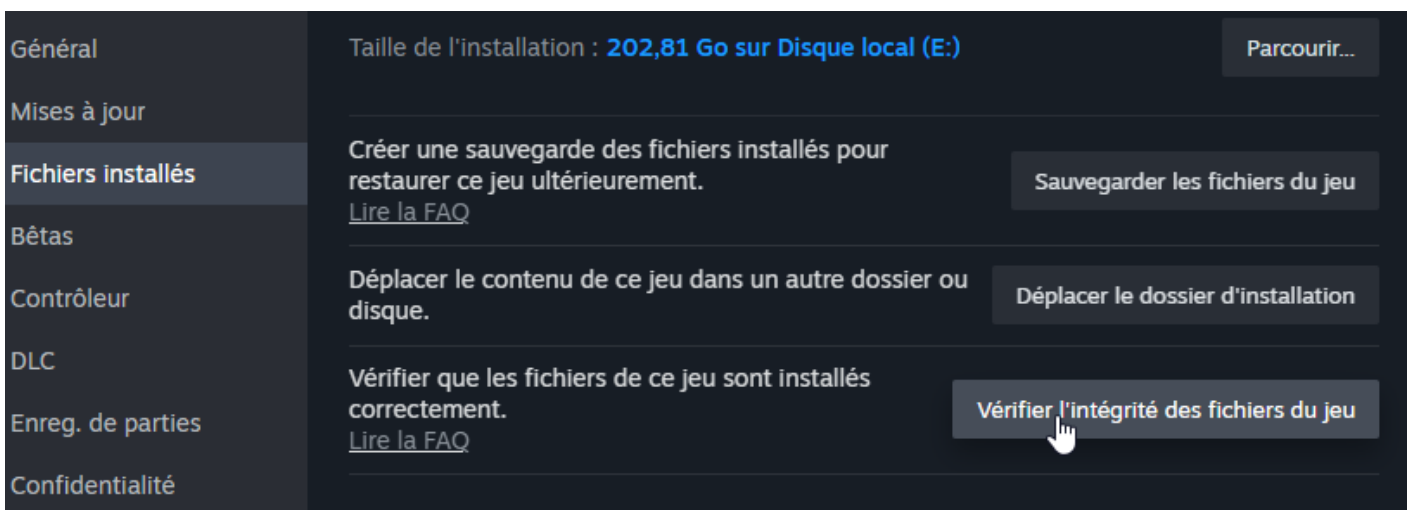 Général
Mises à jour
Fichiers installés
Bêtas
Contrôleur
DLC
Enreg. de parties
Confidentialité
Taille de l'installation : 202,81 Go sur Disque local (E:)
Parcourir...
Créer une sauvegarde des fichiers installés pour
restaurer ce jeu ultérieurement.
Lire la FAQ
Sauvegarder les fichiers du jeu
Déplacer le contenu de ce jeu dans un autre dossier ou
disque.
Déplacer le dossier d'installation
Vérifier que les fichiers de ce jeu sont installés
correctement.
Lire la FAQ
Vérifier l'intégrité des fichiers du jeu